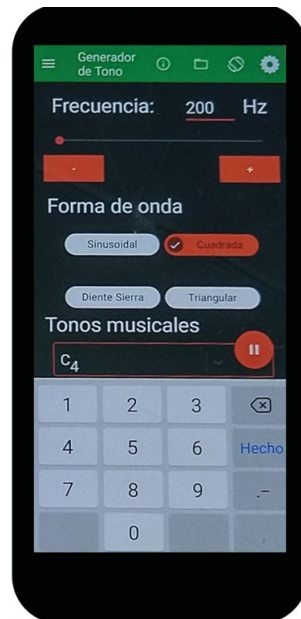 Generador
de Tono
Frecuencia: 200 Hz
- +
Forma de onda
Sinusoidal Cuadrada
Diente Sierra Triangular
Tonos musicales
C4
1 2 3
4 5 6 Hecho
7 8 9 .-
0 ,